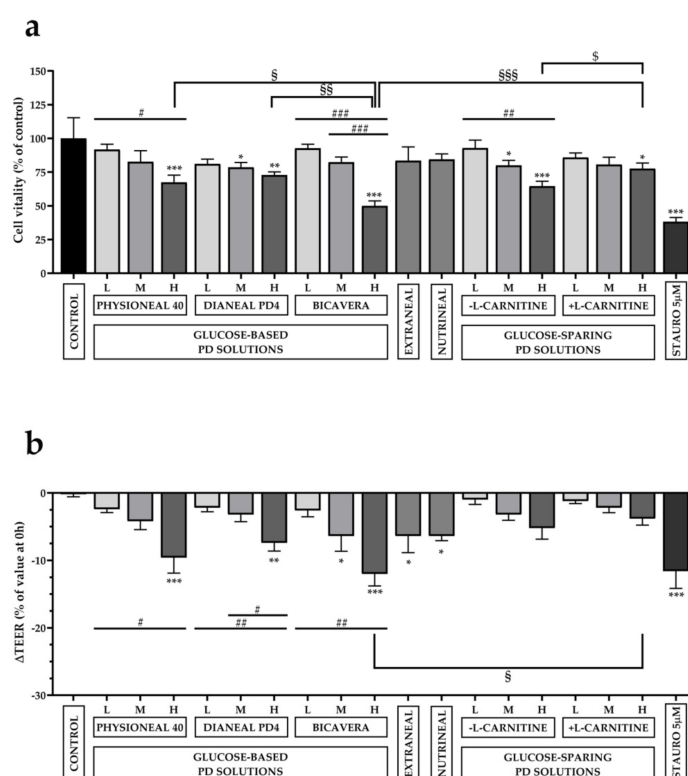 a
§
§§
§§§
$
#
###
###
##
150
125
100
75
50
25
0
Cell vitality (% of control)
***
*
**
***
*
***
*
***
L M H L M H L M H L M H L M H
CONTROL
PHYSIONEAL 40
DIANEAL PD4
BICAVERA
EXTRANEAL
NUTRINEAL
-L-CARNITINE
+L-CARNITINE
STAURO 5µM
GLUCOSE-BASED
PD SOLUTIONS
GLUCOSE-SPARING
PD SOLUTIONS
b
0
-10
-20
-30
ΔTEER (% of value at 0h)
***
**
*
***
*
*
***
#
#
##
##
§
L M H L M H L M H L M H L M H
CONTROL
PHYSIONEAL 40
DIANEAL PD4
BICAVERA
EXTRANEAL
NUTRINEAL
-L-CARNITINE
+L-CARNITINE
STAURO 5µM
GLUCOSE-BASED
PD SOLUTIONS
GLUCOSE-SPARING
PD SOLUTIONS